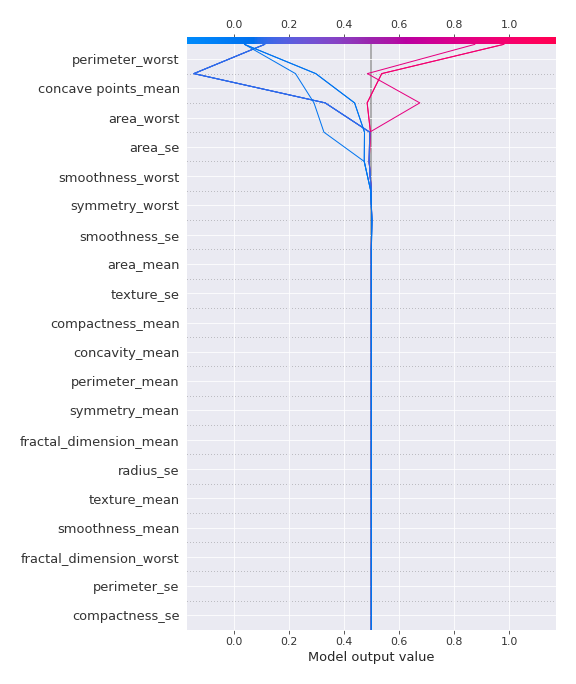 0.0 0.2 0.4 0.6 0.8 1.0
perimeter_worst
concave points_mean
area_worst
area_se
smoothness_worst
symmetry_worst
smoothness_se
area_mean
texture_se
compactness_mean
concavity_mean
perimeter_mean
symmetry_mean
fractal_dimension_mean
radius_se
texture_mean
smoothness_mean
fractal_dimension_worst
perimeter_se
compactness_se
0.0 0.2 0.4 0.6 0.8 1.0
Model output value